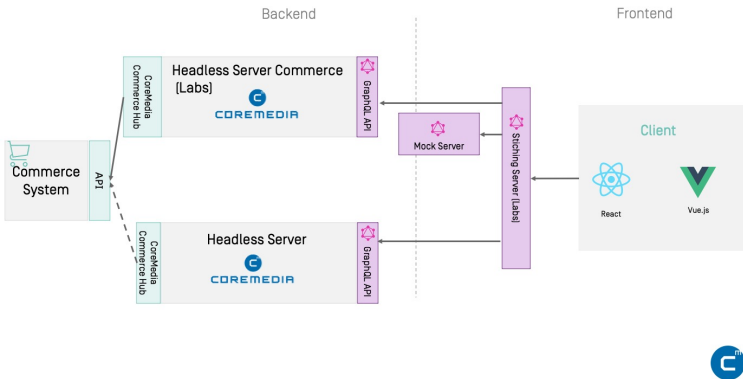 Backend
Frontend
CoreMedia
Commerce Hub
Headless Server Commerce
(Labs)
COREMEDIA
GraphQL API
Mock Server
Stiching Server (Labs)
Client
React
Vue.js
Commerce
System
API
CoreMedia
Commerce Hub
Headless Server
COREMEDIA
GraphQL API
C
m